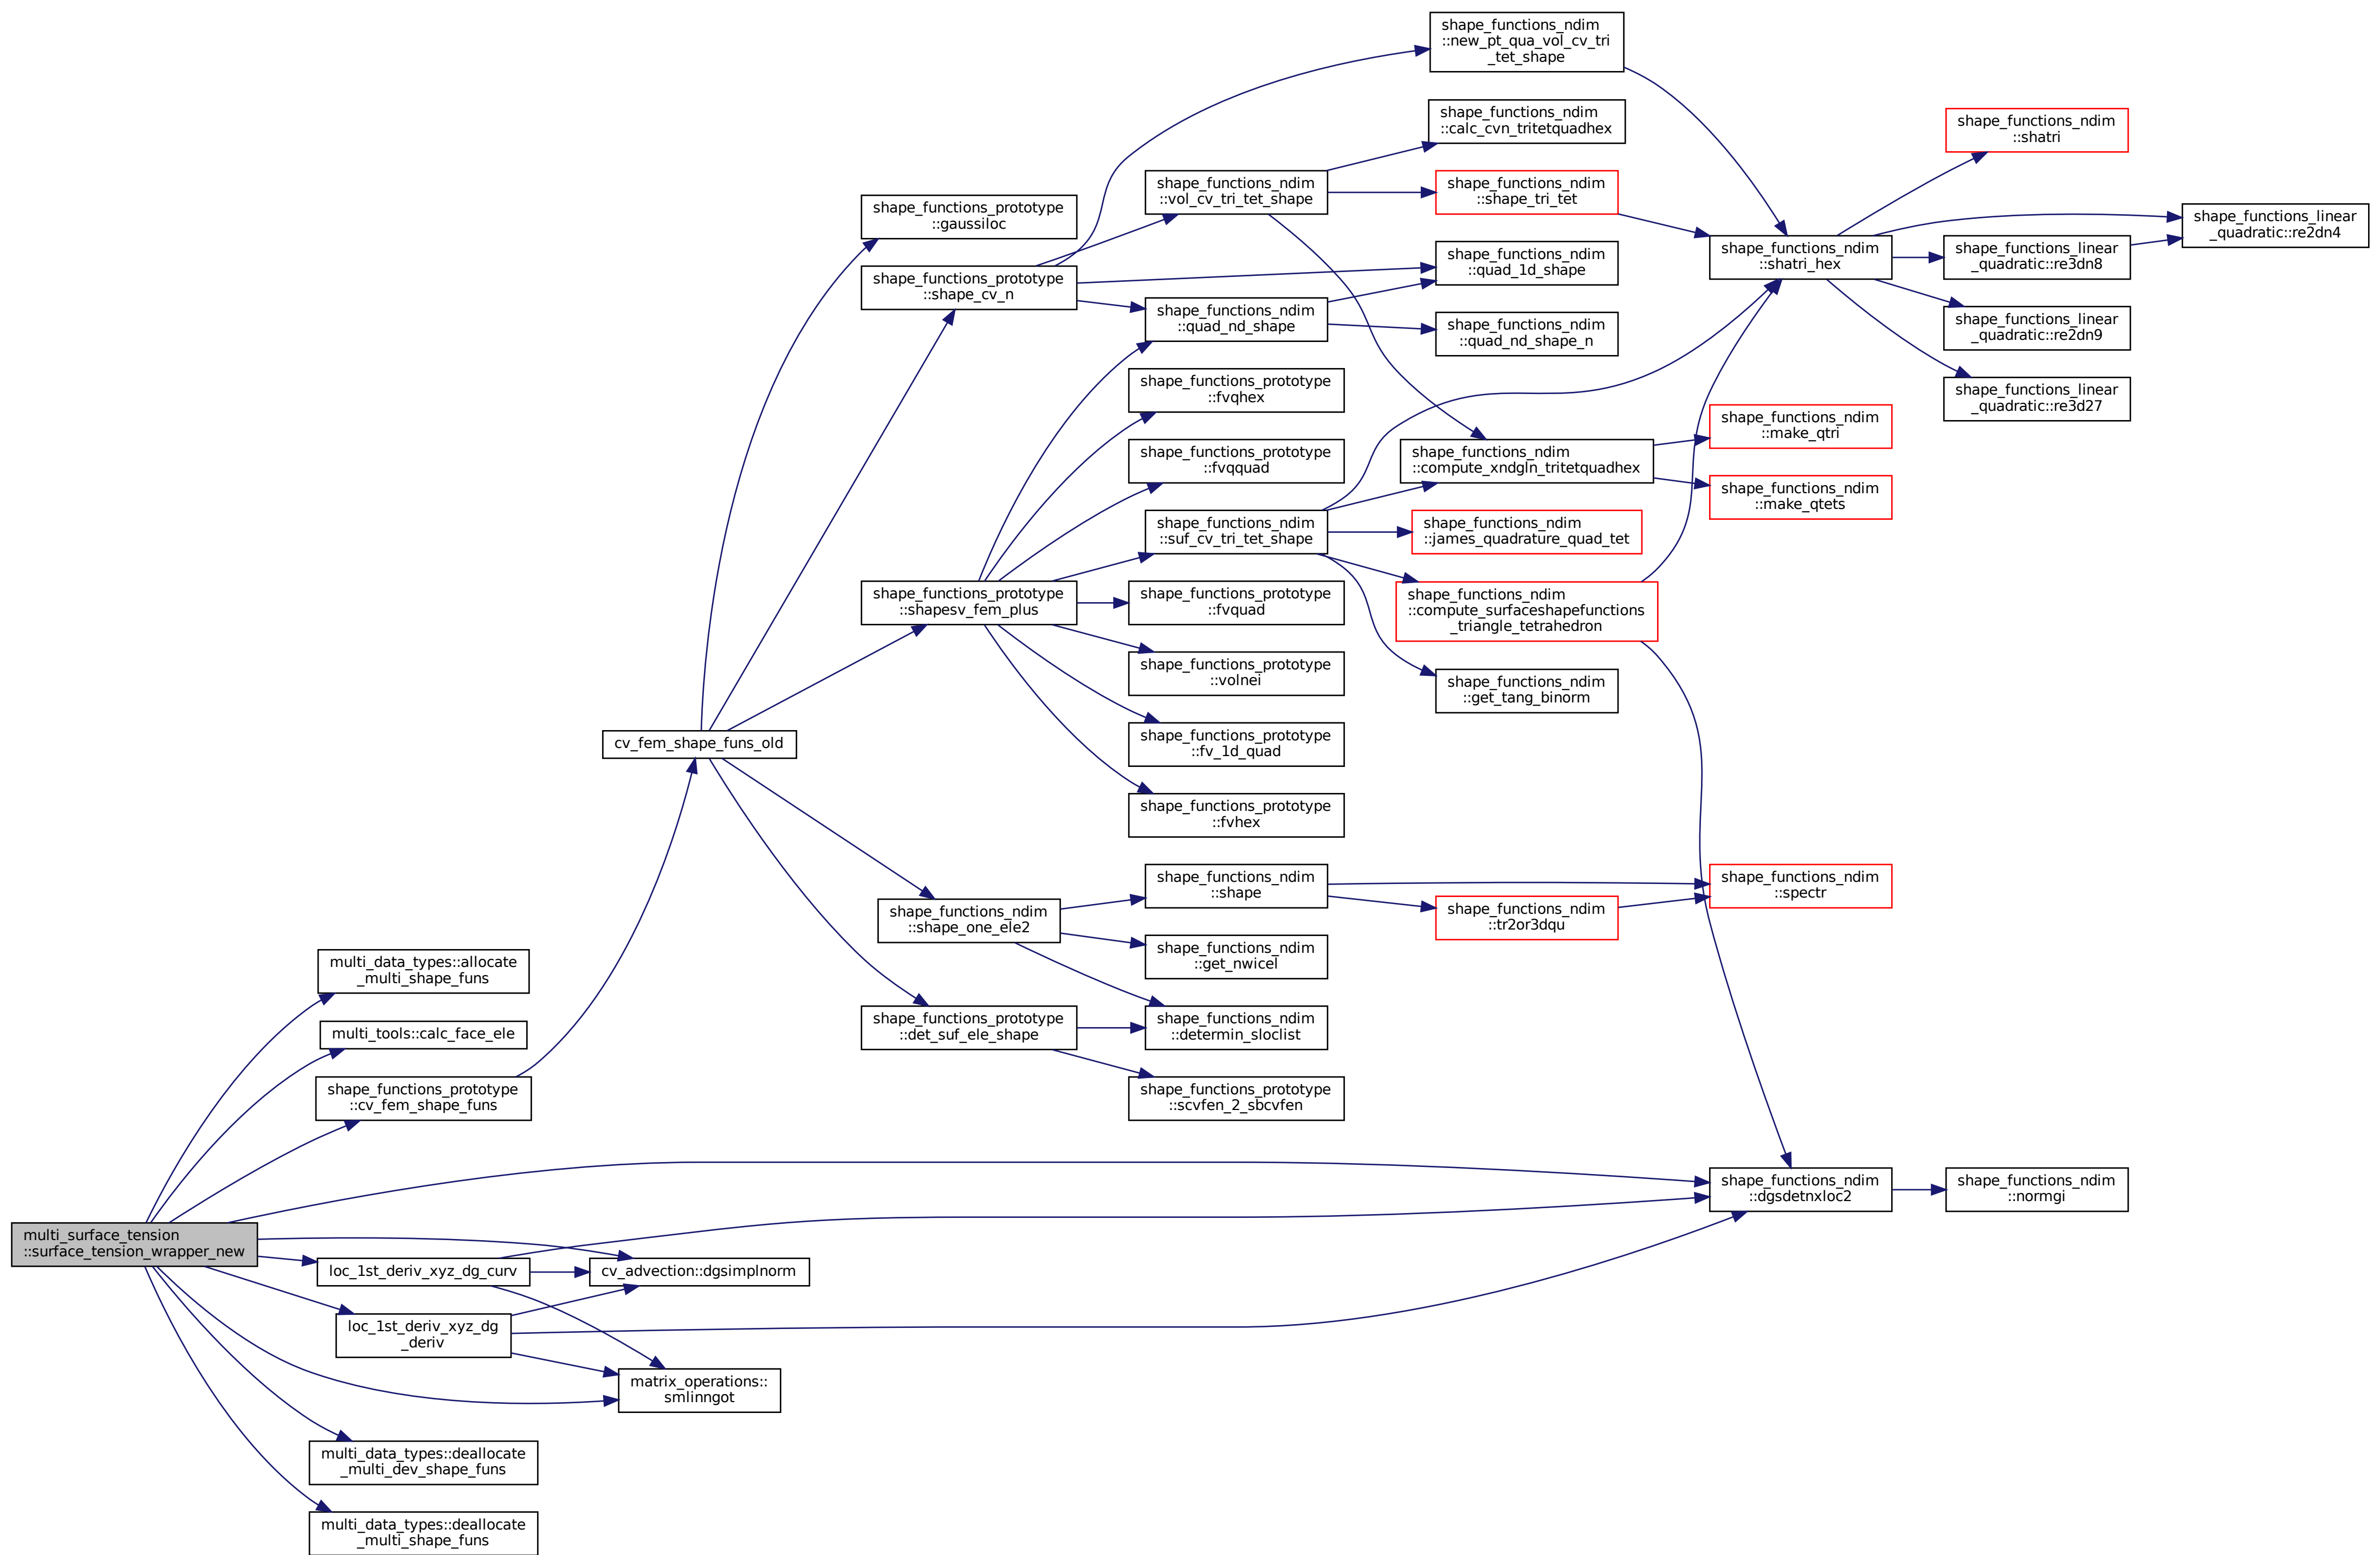 shape_functions_ndim
::new_pt_qua_vol_cv_tri
_tet_shape
shape_functions_ndim
::calc_cvn_tritetquadhex
shape_functions_ndim
::shatri
shape_functions_ndim
::vol_cv_tri_tet_shape
shape_functions_ndim
::shape_tri_tet
shape_functions_prototype
::gaussiloc
shape_functions_linear
_quadratic::re2dn4
shape_functions_ndim
::shatri_hex
shape_functions_linear
_quadratic::re3dn8
shape_functions_ndim
::quad_1d_shape
shape_functions_prototype
::shape_cv_n
shape_functions_ndim
::quad_nd_shape
shape_functions_ndim
::quad_nd_shape_n
shape_functions_linear
_quadratic::re2dn9
shape_functions_prototype
::fvqhex
shape_functions_linear
_quadratic::re3d27
shape_functions_ndim
::make_qtri
shape_functions_prototype
::fvqquad
shape_functions_ndim
::compute_xndgln_tritetquadhex
shape_functions_ndim
::make_qtets
shape_functions_ndim
::suf_cv_tri_tet_shape
shape_functions_ndim
::james_quadrature_quad_tet
shape_functions_prototype
::shapesv_fem_plus
shape_functions_prototype
::fvquad
shape_functions_ndim
::compute_surfaceshapefunctions
_triangle_tetrahedron
shape_functions_prototype
::volnei
shape_functions_ndim
::get_tang_binorm
cv_fem_shape_funs_old
shape_functions_prototype
::fv_1d_quad
shape_functions_prototype
::fvhex
shape_functions_ndim
::shape
shape_functions_ndim
::spectr
shape_functions_ndim
::shape_one_ele2
shape_functions_ndim
::tr2or3dqu
shape_functions_ndim
::get_nwicel
multi_data_types::allocate
_multi_shape_funs
shape_functions_prototype
::det_suf_ele_shape
shape_functions_ndim
::determin_sloclist
multi_tools::calc_face_ele
shape_functions_prototype
::cv_fem_shape_funs
shape_functions_prototype
::scvfen_2_sbcvfen
shape_functions_ndim
::dgsdetnxloc2
shape_functions_ndim
::normgi
multi_surface_tension
::surface_tension_wrapper_new
loc_1st_deriv_xyz_dg_curv
cv_advection::dgsimplnorm
loc_1st_deriv_xyz_dg
_deriv
matrix_operations::
smlinngot
multi_data_types::deallocate
_multi_dev_shape_funs
multi_data_types::deallocate
_multi_shape_funs